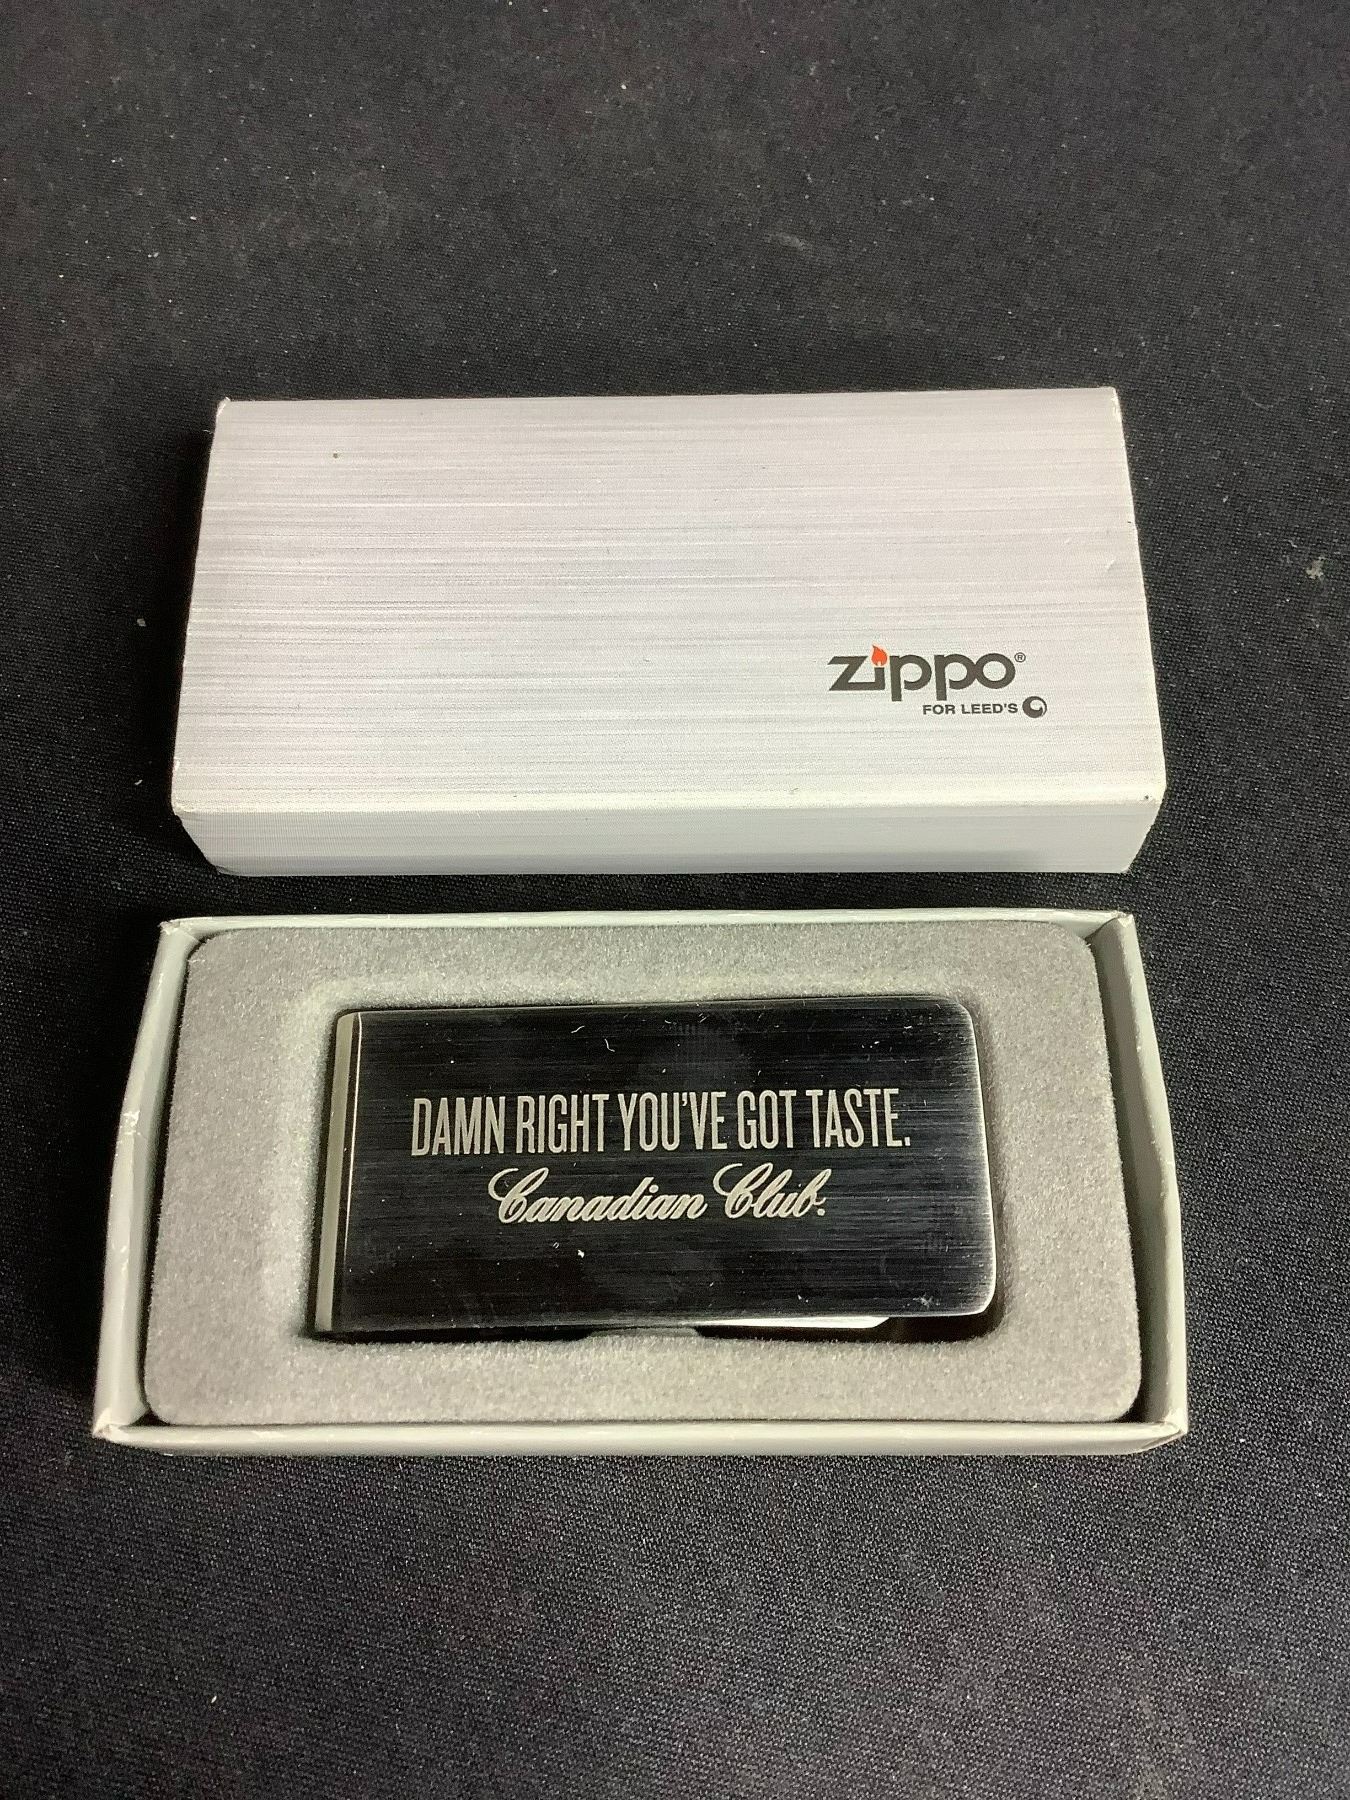 zippo®
FOR LEED'S
DAMN RIGHT YOU'VE GOT TASTE.
Canadian Club.